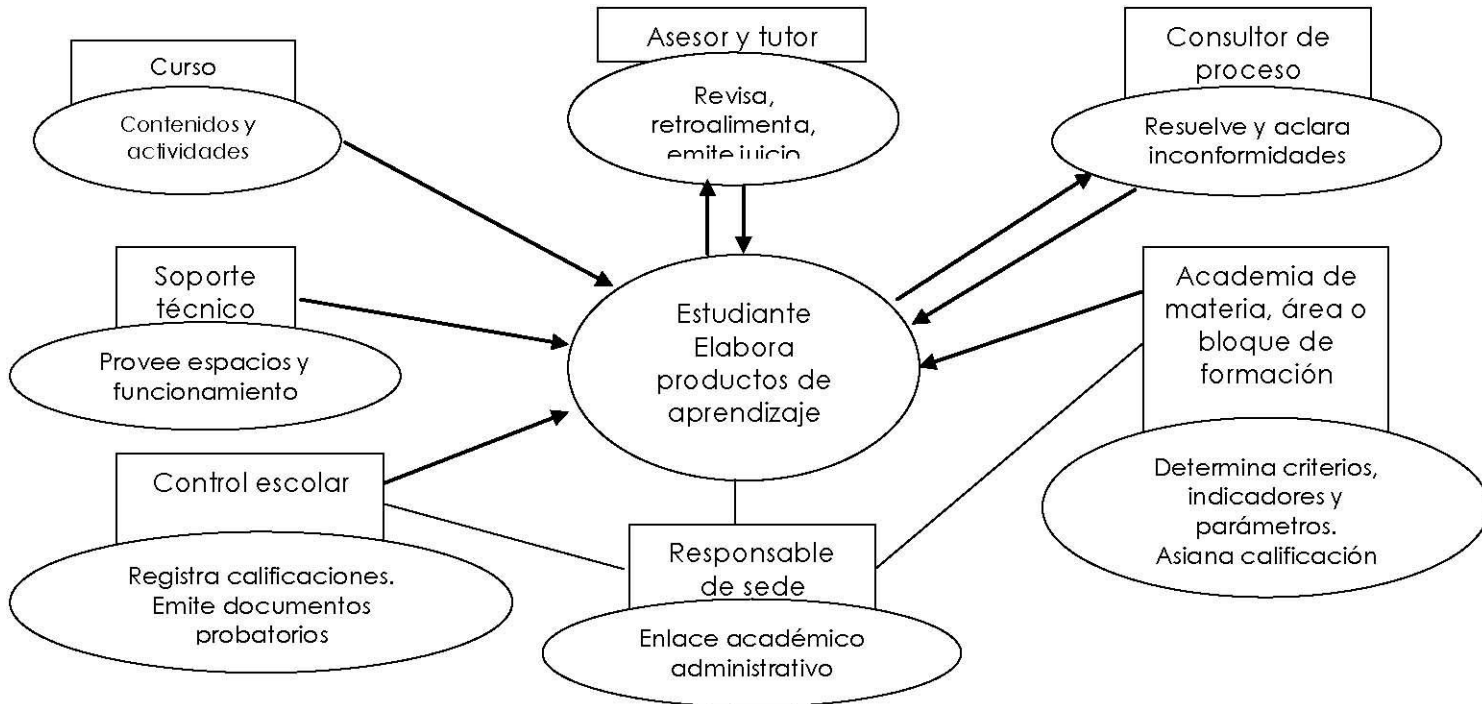 Curso
Contenidos y
actividades
Asesor y tutor
Revisa,
retroalimenta,
emite juicio
Consultor de
proceso
Resuelve y aclara
inconformidades
Soporte
técnico
Provee espacios y
funcionamiento
Estudiante
Elabora
productos de
aprendizaje
Academia de
materia, área o
bloque de
formación
Determina criterios,
indicadores y
parámetros.
Asigna calificación
Control escolar
Registra calificaciones.
Emite documentos
probatorios
Responsable
de sede
Enlace académico
administrativo